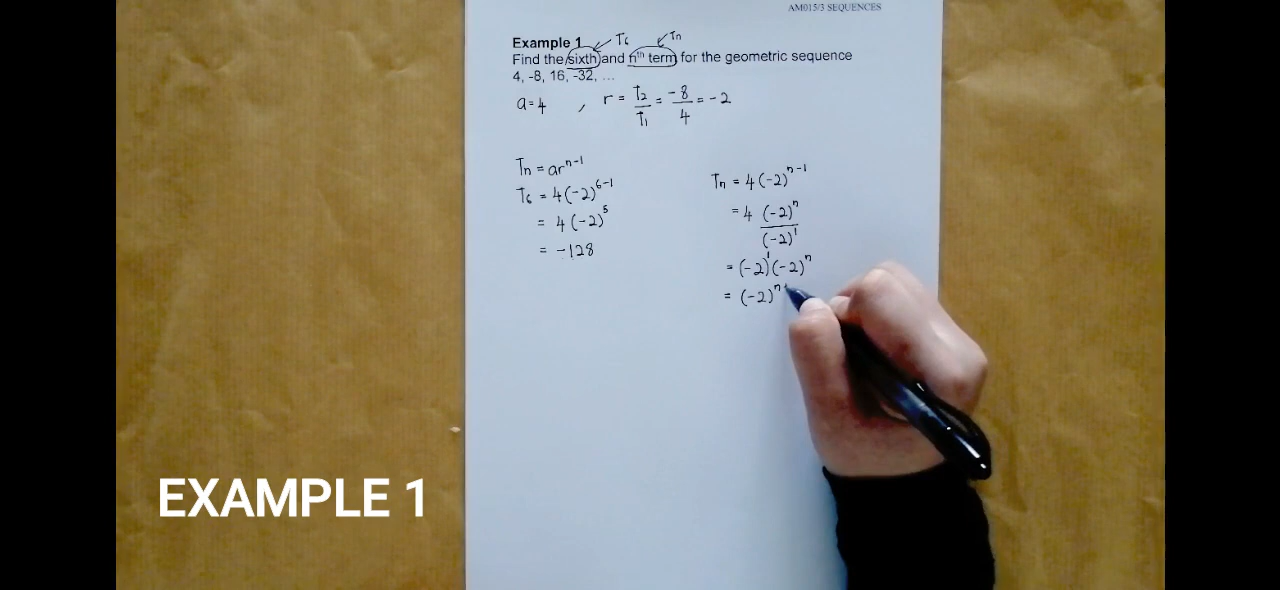 AM015/3 SEQUENCES
Example 1
T₆
Tn
Find the sixth and nᵗʰ term for the geometric sequence
4, -8, 16, -32, ...
a = 4 , r = T₂/T₁ = -8/4 = -2
Tn = arⁿ⁻¹
T₆ = 4(-2)⁶⁻¹
= 4(-2)⁵
= -128
Tn = 4(-2)ⁿ⁻¹
= 4 (-2)ⁿ/(-2)¹
= (-2)¹(-2)ⁿ
= (-2)ⁿ
EXAMPLE 1